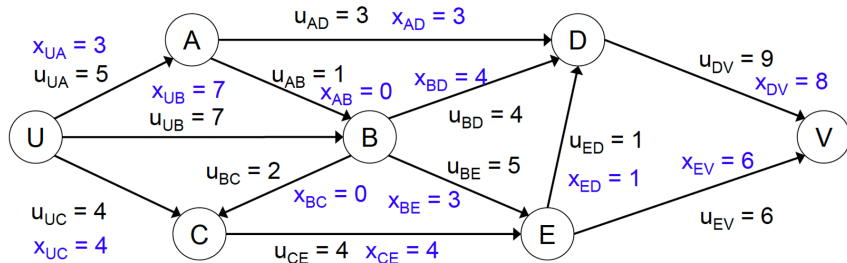 u_AD = 3 x_AD = 3
A
D
x_UA = 3
u_UA = 5
u_AB = 1
x_AB = 0
x_BD = 4
u_DV = 9
x_DV = 8
x_UB = 7
u_UB = 7
u_BD = 4
U
B
V
u_BC = 2
u_BE = 5
u_ED = 1
x_EV = 6
x_BC = 0
x_BE = 3
x_ED = 1
u_UC = 4
x_UC = 4
C
E
u_EV = 6
u_CE = 4 x_CE = 4